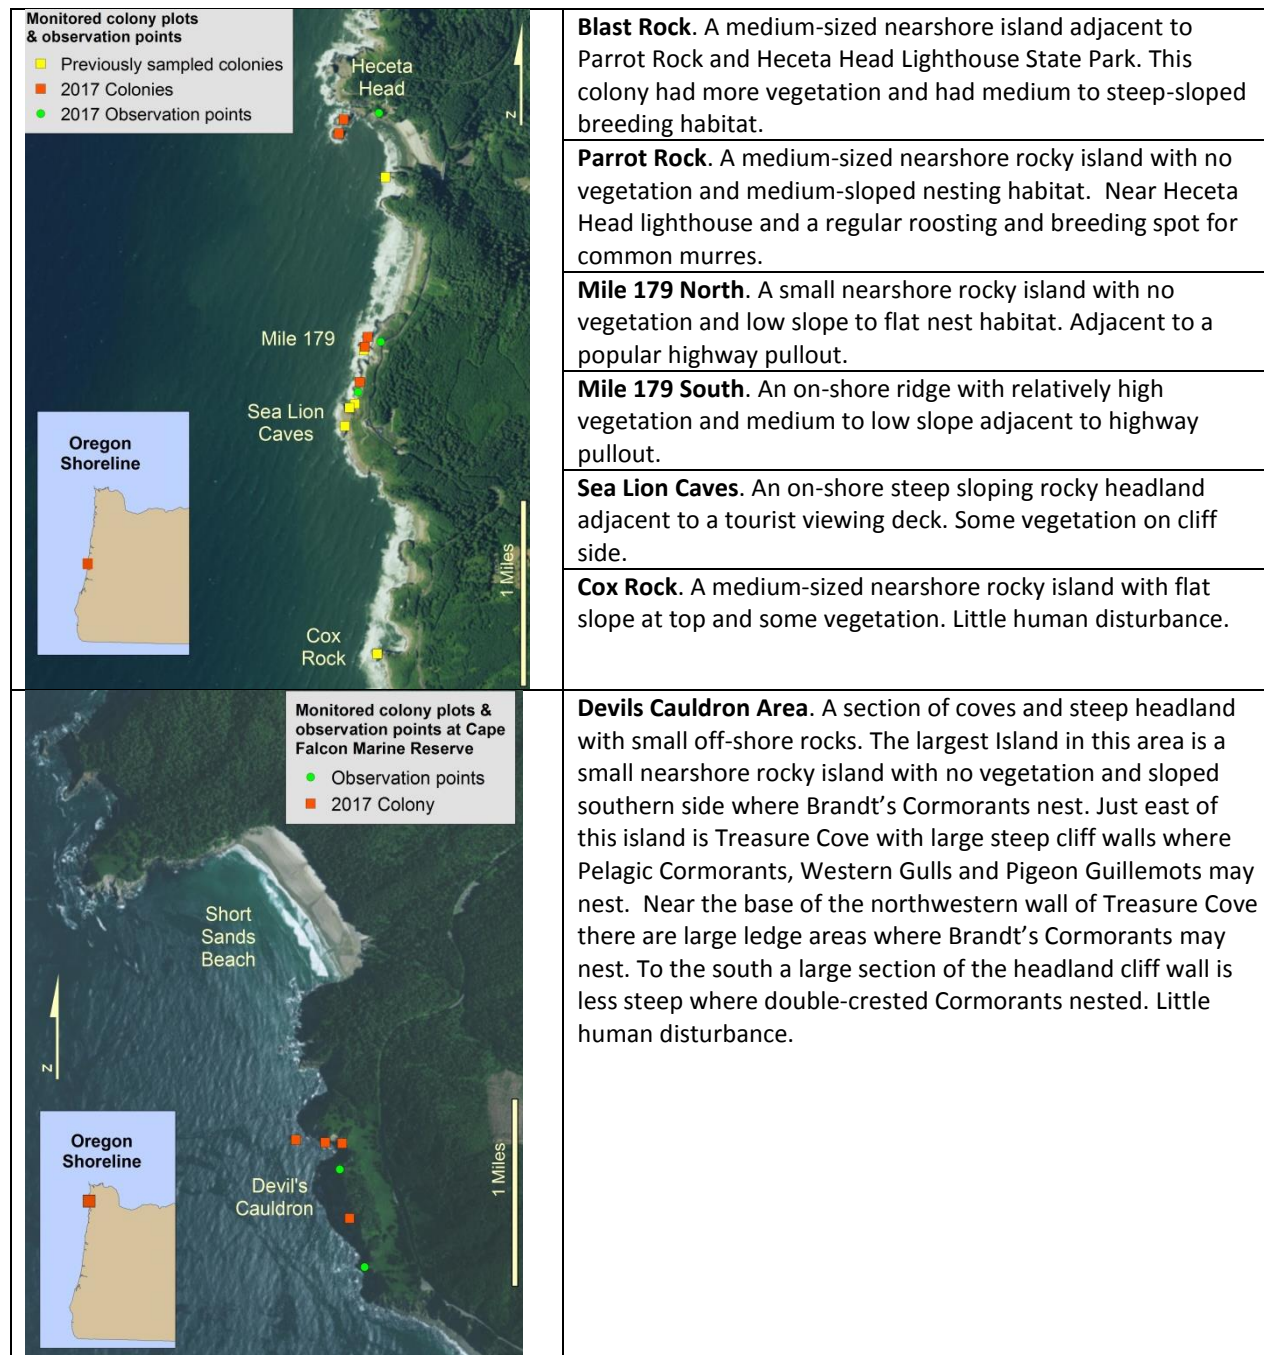 Monitored colony plots
& observation points
Previously sampled colonies
2017 Colonies
2017 Observation points
Heceta
Head
N
Mile 179
Sea Lion
Caves
Oregon
Shoreline
1 Miles
Cox
Rock
Blast Rock. A medium-sized nearshore island adjacent to
Parrot Rock and Heceta Head Lighthouse State Park. This
colony had more vegetation and had medium to steep-sloped
breeding habitat.
Parrot Rock. A medium-sized nearshore rocky island with no
vegetation and medium-sloped nesting habitat.  Near Heceta
Head lighthouse and a regular roosting and breeding spot for
common murres.
Mile 179 North. A small nearshore rocky island with no
vegetation and low slope to flat nest habitat. Adjacent to a
popular highway pullout.
Mile 179 South. An on-shore ridge with relatively high
vegetation and medium to low slope adjacent to highway
pullout.
Sea Lion Caves. An on-shore steep sloping rocky headland
adjacent to a tourist viewing deck. Some vegetation on cliff
side.
Cox Rock. A medium-sized nearshore rocky island with flat
slope at top and some vegetation. Little human disturbance.
Monitored colony plots &
observation points at Cape
Falcon Marine Reserve
Observation points
2017 Colony
Short
Sands
Beach
N
Oregon
Shoreline
Devil's
Cauldron
1 Miles
Devils Cauldron Area. A section of coves and steep headland
with small off-shore rocks. The largest Island in this area is a
small nearshore rocky island with no vegetation and sloped
southern side where Brandt's Cormorants nest. Just east of
this island is Treasure Cove with large steep cliff walls where
Pelagic Cormorants, Western Gulls and Pigeon Guillemots may
nest.  Near the base of the northwestern wall of Treasure Cove
there are large ledge areas where Brandt's Cormorants may
nest. To the south a large section of the headland cliff wall is
less steep where double-crested Cormorants nested. Little
human disturbance.